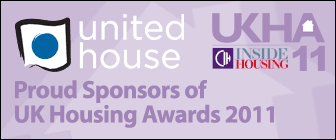 united
house
UKHA
INSIDE
HOUSING
11
Proud Sponsors of
UK Housing Awards 2011